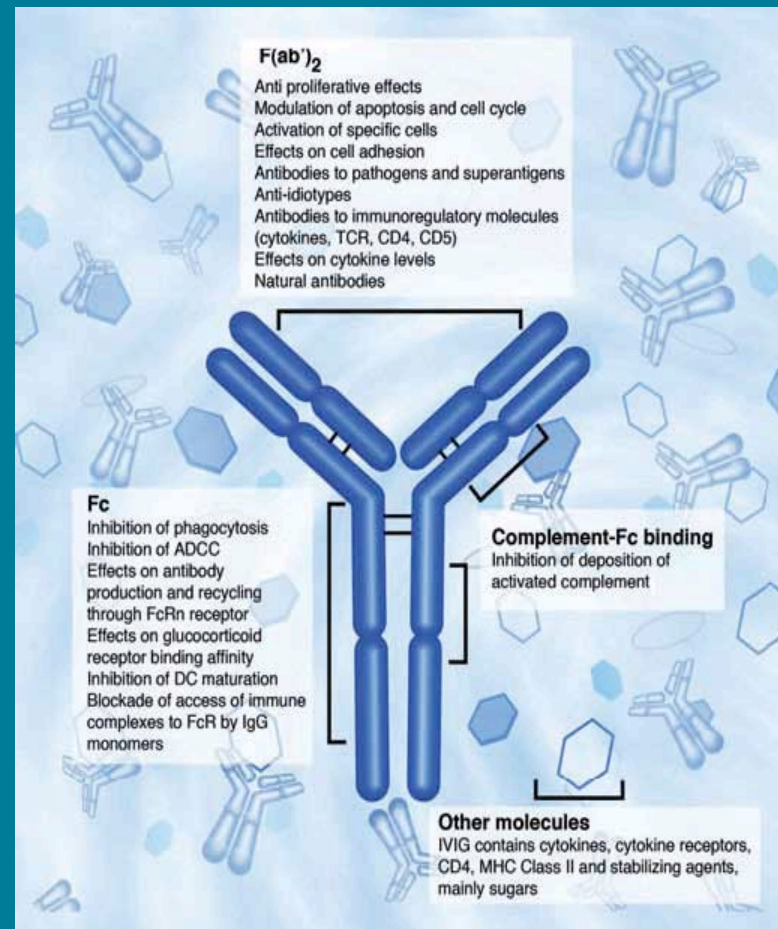 F(ab')₂
Anti proliferative effects
Modulation of apoptosis and cell cycle
Activation of specific cells
Effects on cell adhesion
Antibodies to pathogens and superantigens
Anti-idiotypes
Antibodies to immunoregulatory molecules
(cytokines, TCR, CD4, CD5)
Effects on cytokine levels
Natural antibodies
Fc
Inhibition of phagocytosis
Inhibition of ADCC
Effects on antibody
production and recycling
through FcRn receptor
Effects on glucocorticoid
receptor binding affinity
Inhibition of DC maturation
Blockade of access of immune
complexes to FcR by IgG
monomers
Complement-Fc binding
Inhibition of deposition of
activated complement
Other molecules
IVIG contains cytokines, cytokine receptors,
CD4, MHC Class II and stabilizing agents,
mainly sugars